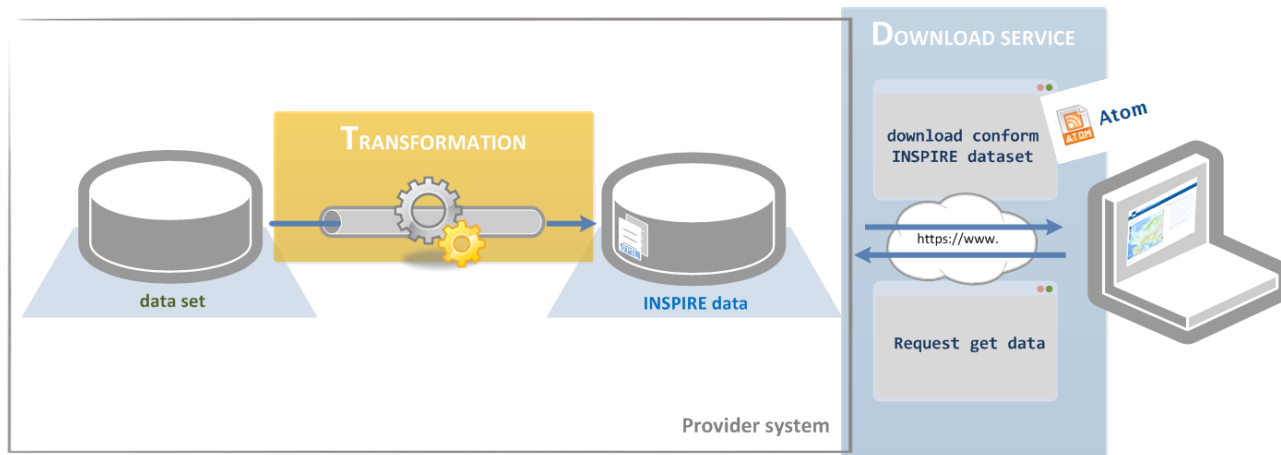 DOWNLOAD SERVICE
Atom
ATOM
download conform
INSPIRE dataset
TRANSFORMATION
https://www.
data set
INSPIRE data
Request get data
Provider system